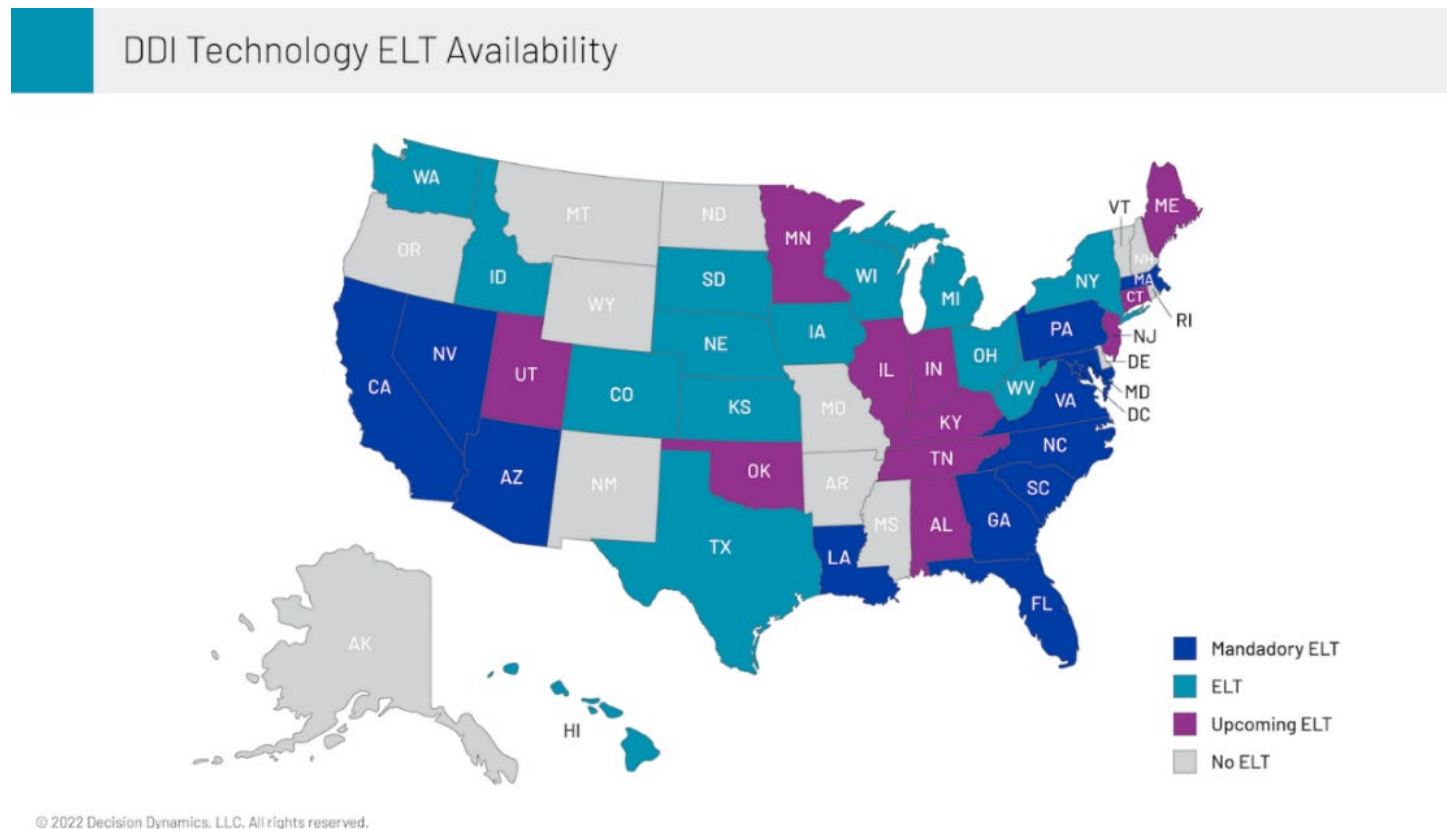 DDI Technology ELT Availability
WA
MT
ND
MN
VT
ME
OR
ID
SD
WI
MI
NY
NH
MA
CT
RI
WY
IA
PA
NJ
NV
NE
OH
DE
UT
IL
IN
WV
MD
CA
CO
KS
MO
VA
DC
KY
NC
AZ
NM
OK
TN
AR
SC
MS
AL
GA
TX
LA
FL
AK
HI
Mandadory ELT
ELT
Upcoming ELT
No ELT
© 2022 Decision Dynamics, LLC. All rights reserved.